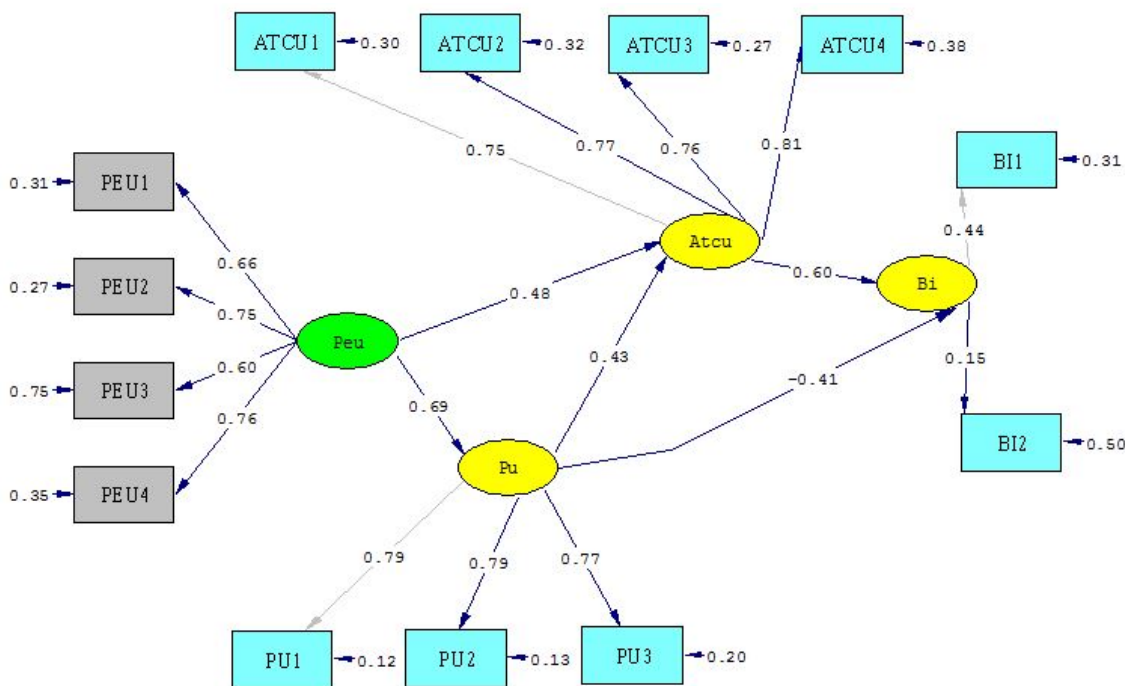 ATCU1
0.30
ATCU2
0.32
ATCU3
0.27
ATCU4
0.38
0.75
0.77
0.76
0.81
BI1
0.31
0.31
PEU1
0.44
Atcu
0.60
Bi
0.66
0.27
PEU2
0.75
0.48
Peu
0.15
0.43
-0.41
0.75
PEU3
0.60
0.69
0.76
BI2
0.50
Pu
0.35
PEU4
0.79
0.79
0.77
PU1
0.12
PU2
0.13
PU3
0.20